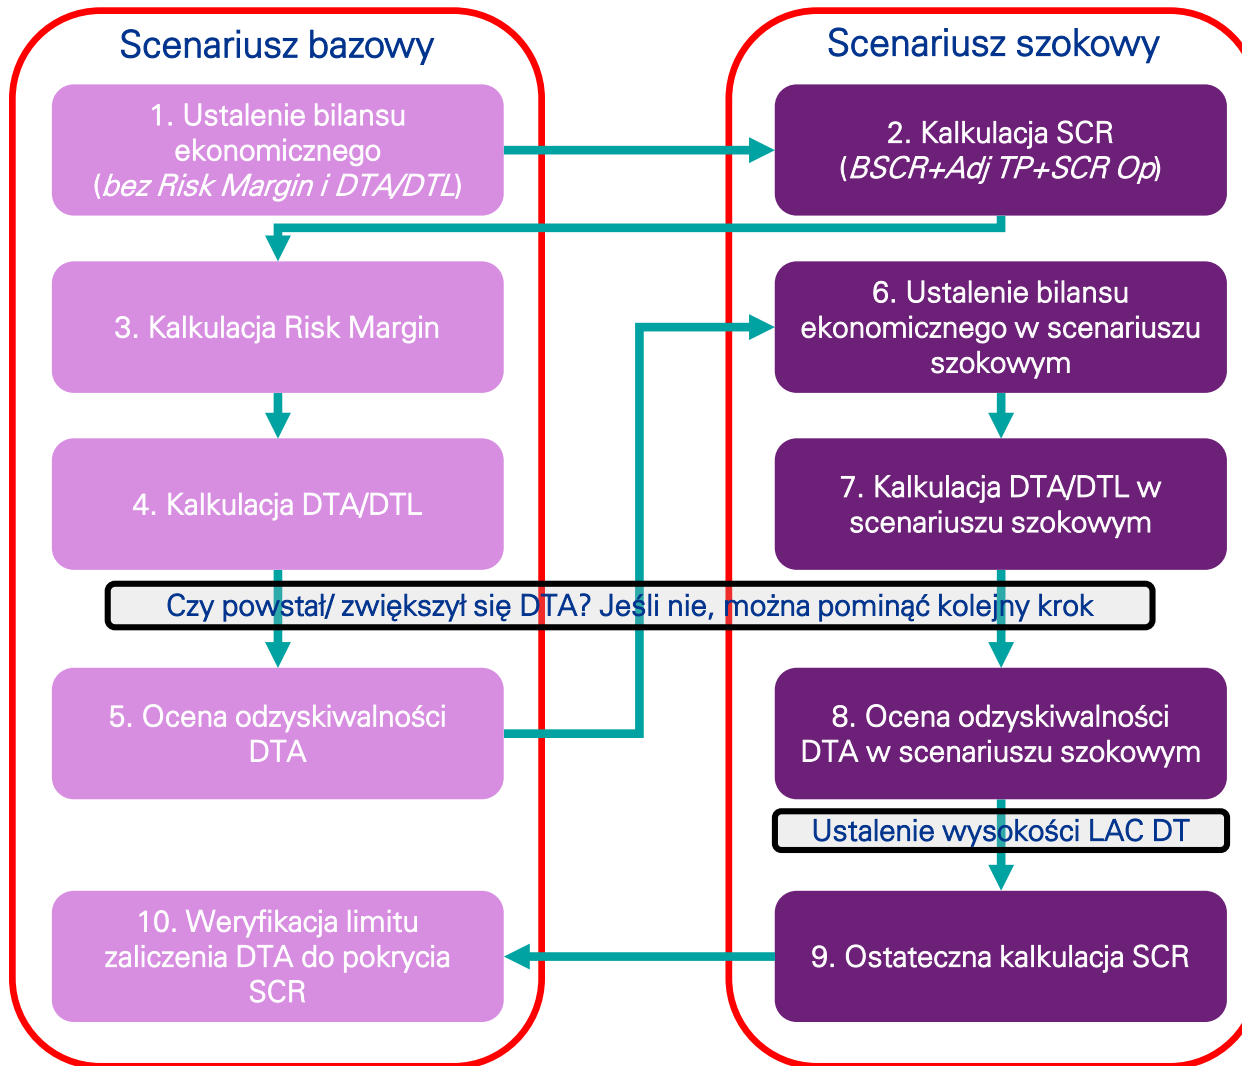 Scenariusz bazowy
Scenariusz szokowy
1. Ustalenie bilansu
ekonomicznego
(bez Risk Margin i DTA/DTL)
2. Kalkulacja SCR
(BSCR+Adj TP+SCR Op)
3. Kalkulacja Risk Margin
6. Ustalenie bilansu
ekonomicznego w scenariuszu
szokowym
4. Kalkulacja DTA/DTL
7. Kalkulacja DTA/DTL w
scenariuszu szokowym
Czy powstał/ zwiększył się DTA? Jeśli nie, można pominąć kolejny krok
5. Ocena odzyskiwalności
DTA
8. Ocena odzyskiwalności
DTA w scenariuszu szokowym
Ustalenie wysokości LAC DT
10. Weryfikacja limitu
zaliczenia DTA do pokrycia
SCR
9. Ostateczna kalkulacja SCR